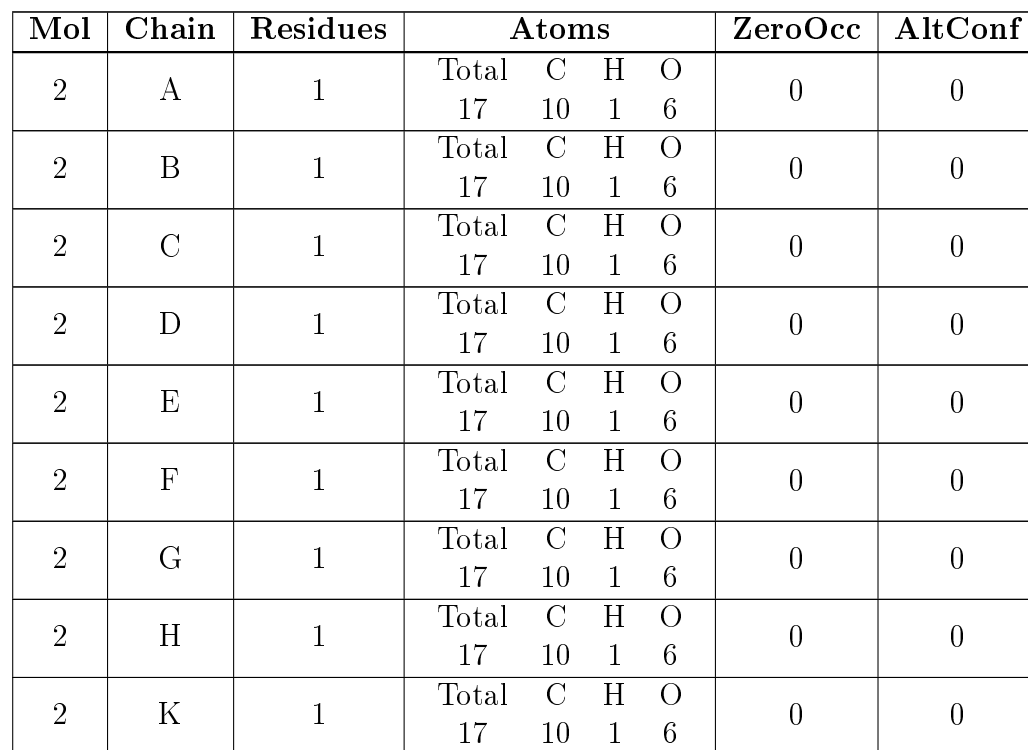 Mol Chain Residues Atoms ZeroOcc AltConf
2 A 1 Total C H O 0 0
17 10 1 6
2 B 1 Total C H O 0 0
17 10 1 6
2 C 1 Total C H O 0 0
17 10 1 6
2 D 1 Total C H O 0 0
17 10 1 6
2 E 1 Total C H O 0 0
17 10 1 6
2 F 1 Total C H O 0 0
17 10 1 6
2 G 1 Total C H O 0 0
17 10 1 6
2 H 1 Total C H O 0 0
17 10 1 6
2 K 1 Total C H O 0 0
17 10 1 6